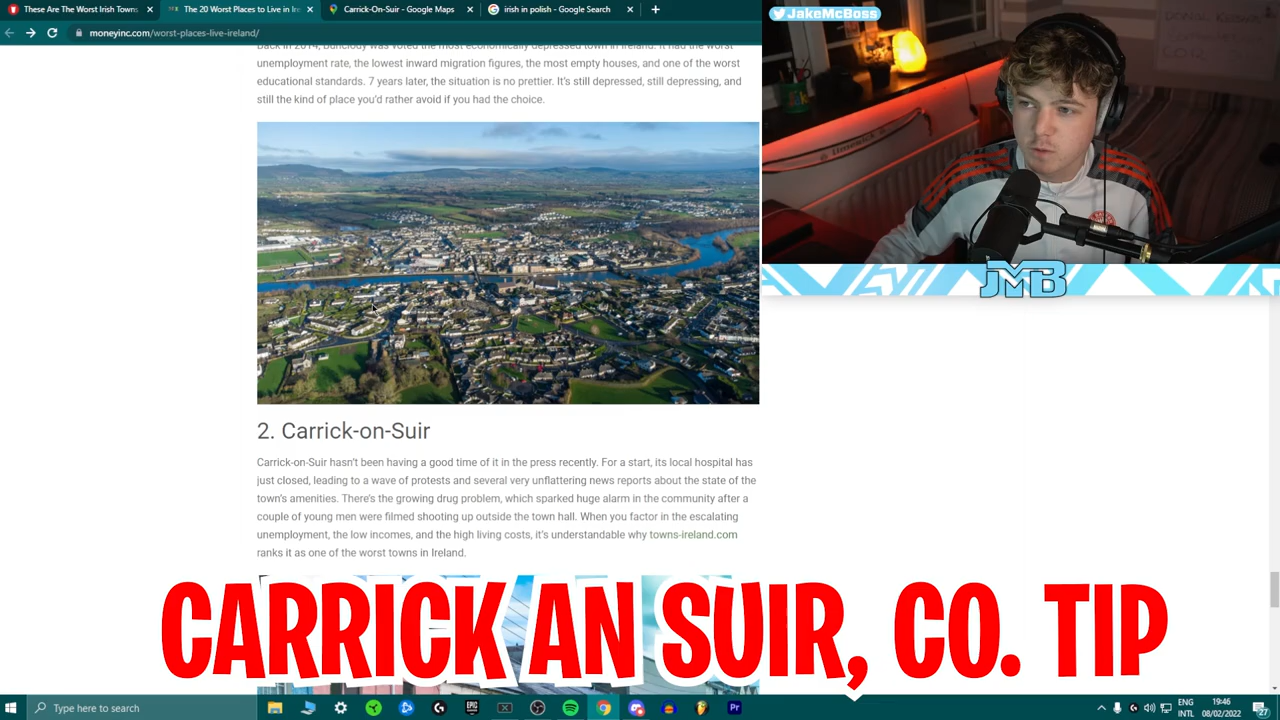 These Are The Worst Irish Towns
The 20 Worst Places to Live in Ire
Carrick-On-Suir - Google Maps
irish in polish - Google Search
moneyinc.com/worst-places-live-ireland/
JakeMcBoss
Back in 2014, Bunclody was voted the most economically depressed town in Ireland. It had the worst
unemployment rate, the lowest inward migration figures, the most empty houses, and one of the worst
educational standards. 7 years later, the situation is no prettier. It's still depressed, still depressing, and
still the kind of place you'd rather avoid if you had the choice.
JMB
2. Carrick-on-Suir
Carrick-on-Suir hasn't been having a good time of it in the press recently. For a start, its local hospital has
just closed, leading to a wave of protests and several very unflattering news reports about the state of the
town's amenities. There's the growing drug problem, which sparked huge alarm in the community after a
couple of young men were filmed shooting up outside the town hall. When you factor in the escalating
unemployment, the low incomes, and the high living costs, it's understandable why towns-ireland.com
ranks it as one of the worst towns in Ireland.
CARRICK AN SUIR, CO. TIP
Type here to search
EPIC
Pr
ENG
INTL
19:46
08/02/2022
27